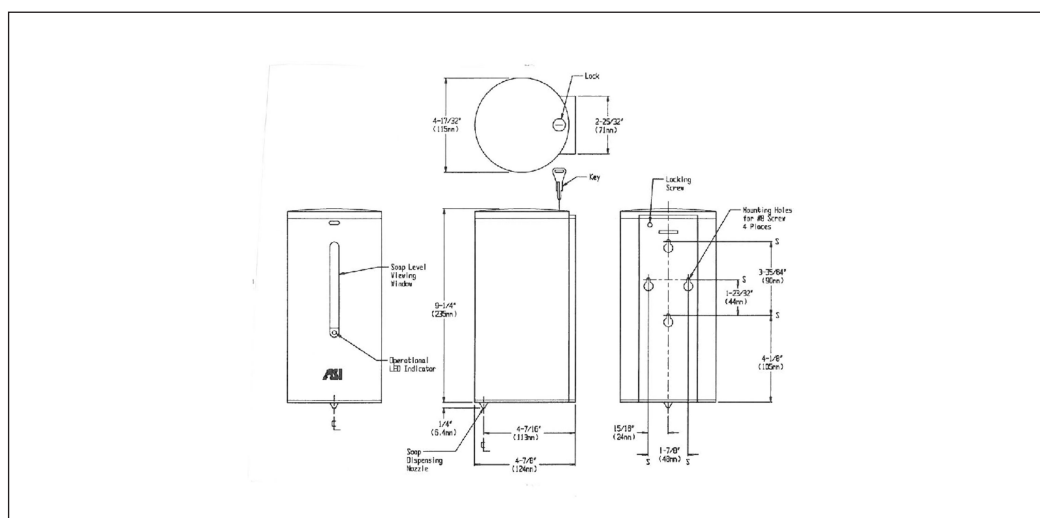 Lock
4-17/32"
(115mm)
2-25/32"
(71mm)
Key
Locking
Screw
Mounting Holes
for #8 Screw
4 Places
Soap Level
Viewing
Window
Operational
LED Indicator
ASI
9-1/4"
(235mm)
1/4"
(6.4mm)
4-7/16"
(113mm)
4-7/8"
(124mm)
Soap
Dispensing
Nozzle
S
3-35/64"
(90mm)
S
1-23/32"
(44mm)
S
4-1/8"
(105mm)
15/16"
(24mm)
1-7/8"
(48mm)
S
S